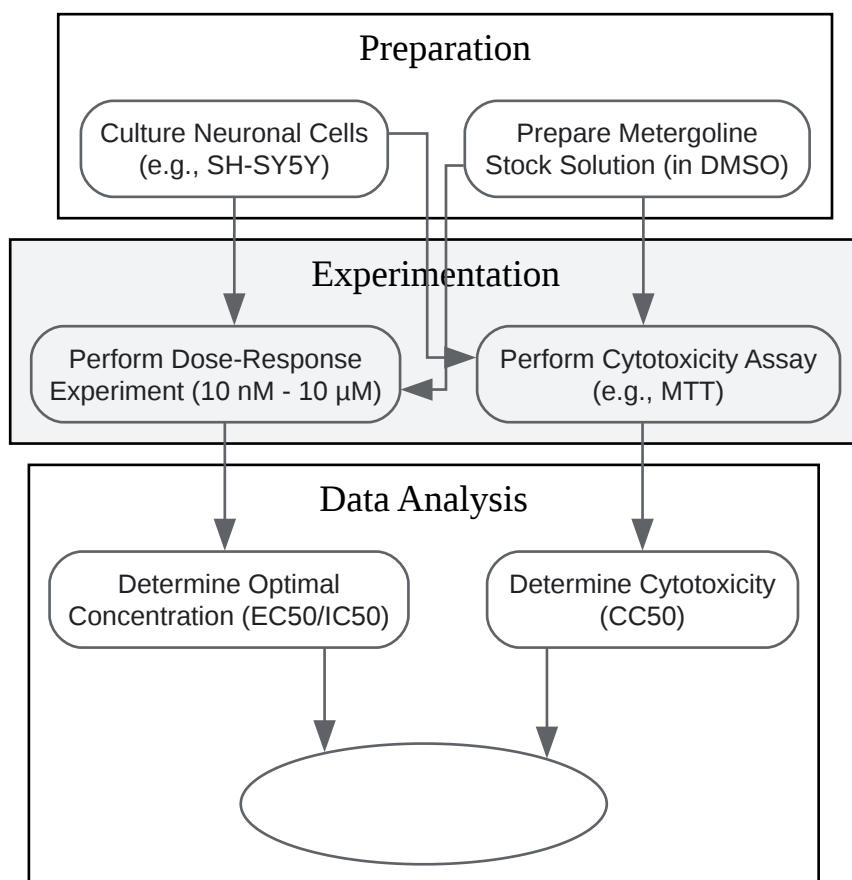 Preparation
Culture Neuronal Cells
(e.g., SH-SY5Y)
Prepare Metergoline
Stock Solution (in DMSO)
Experimentation
Perform Dose-Response
Experiment (10 nM - 10 µM)
Perform Cytotoxicity Assay
(e.g., MTT)
Data Analysis
Determine Optimal
Concentration (EC50/IC50)
Determine Cytotoxicity
(CC50)